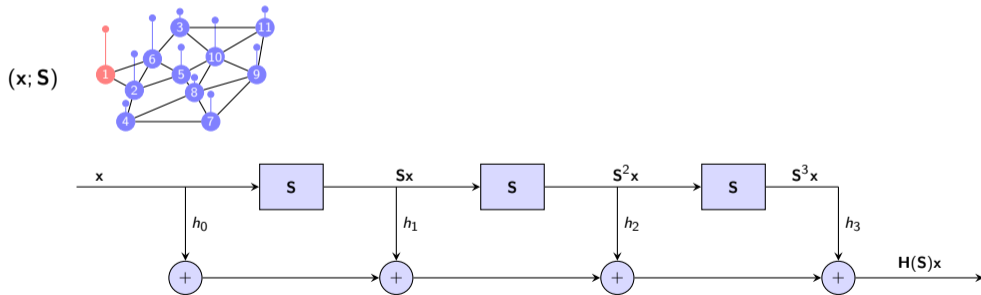 3 11
6 10
(x; S) 1 5 9
2 8
4 7
x Sx S²x S³x
S S S
h₀ h₁ h₂ h₃
H(S)x
+ + + +